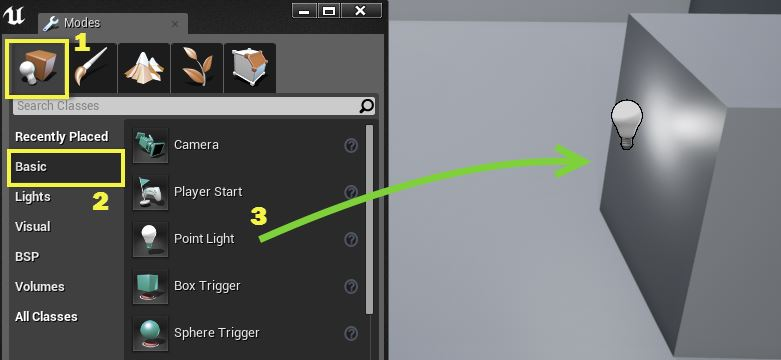 Modes
1
Search Classes
Recently Placed
Basic
2
Lights
Visual
BSP
Volumes
All Classes
Camera
Player Start
3
Point Light
Box Trigger
Sphere Trigger